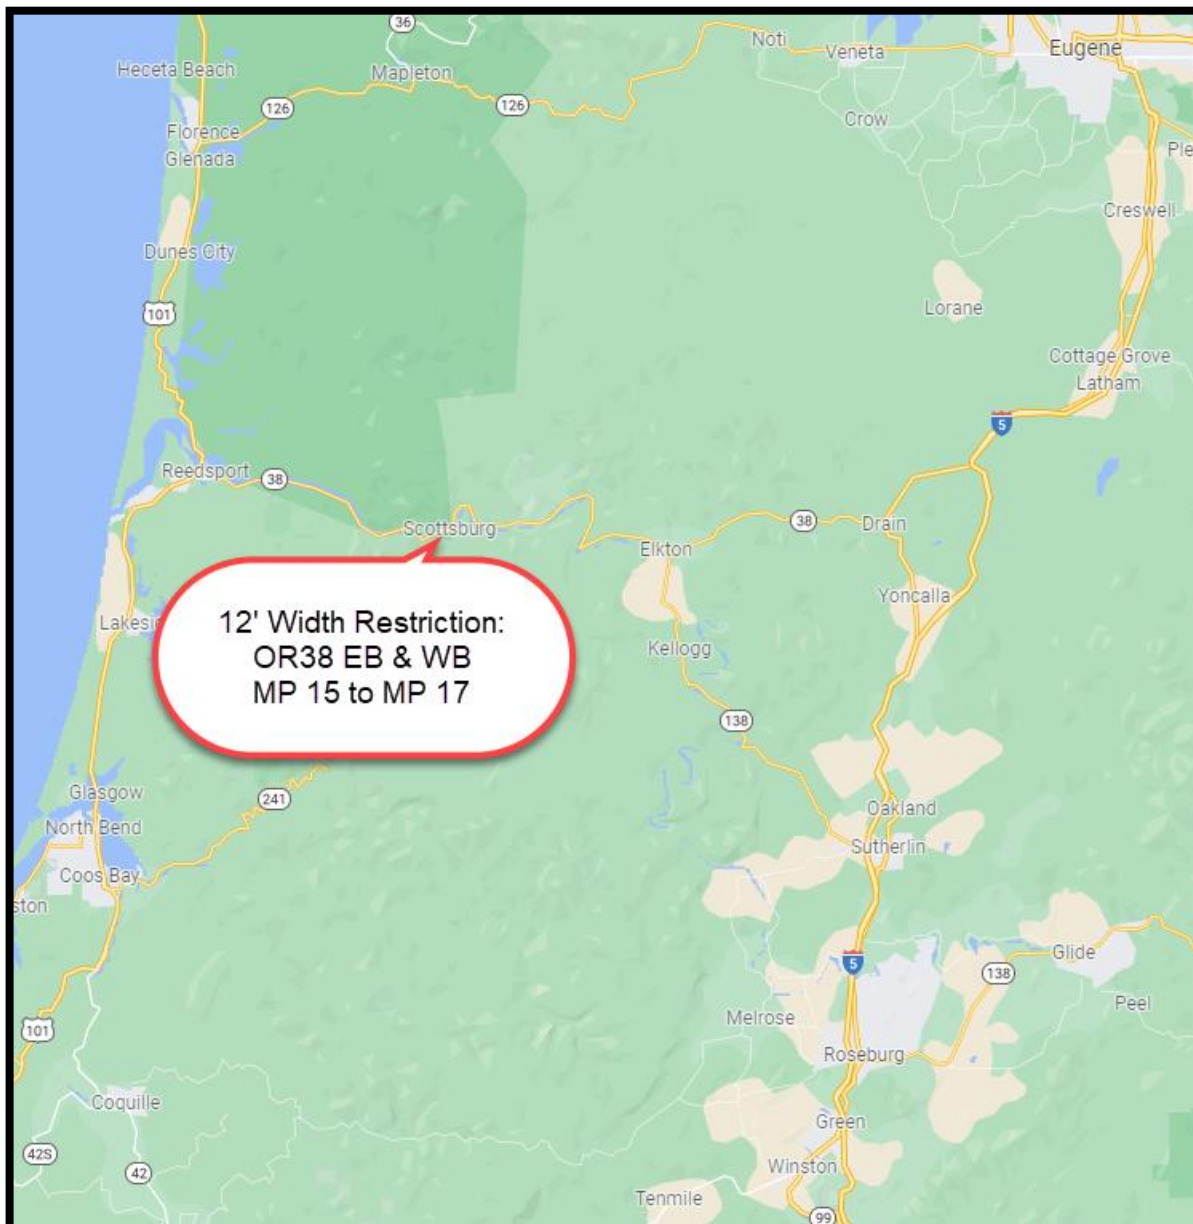 36
Noti
Veneta
Eugene
Heceta Beach
Mapleton
126
126
Crow
Florence
Glenada
Ple
Creswell
Dunes City
101
Lorane
Cottage Grove
Latham
5
Reedsport
38
Scottsburg
38
Drain
Elkton
Yoncalla
Lakesi
12' Width Restriction:
OR38 EB & WB
MP 15 to MP 17
Kellogg
138
Glasgow
241
Oakland
North Bend
Sutherlin
Coos Bay
ston
5
Glide
138
Peel
Melrose
101
Roseburg
Coquille
Green
42S
42
Winston
Tenmile
99